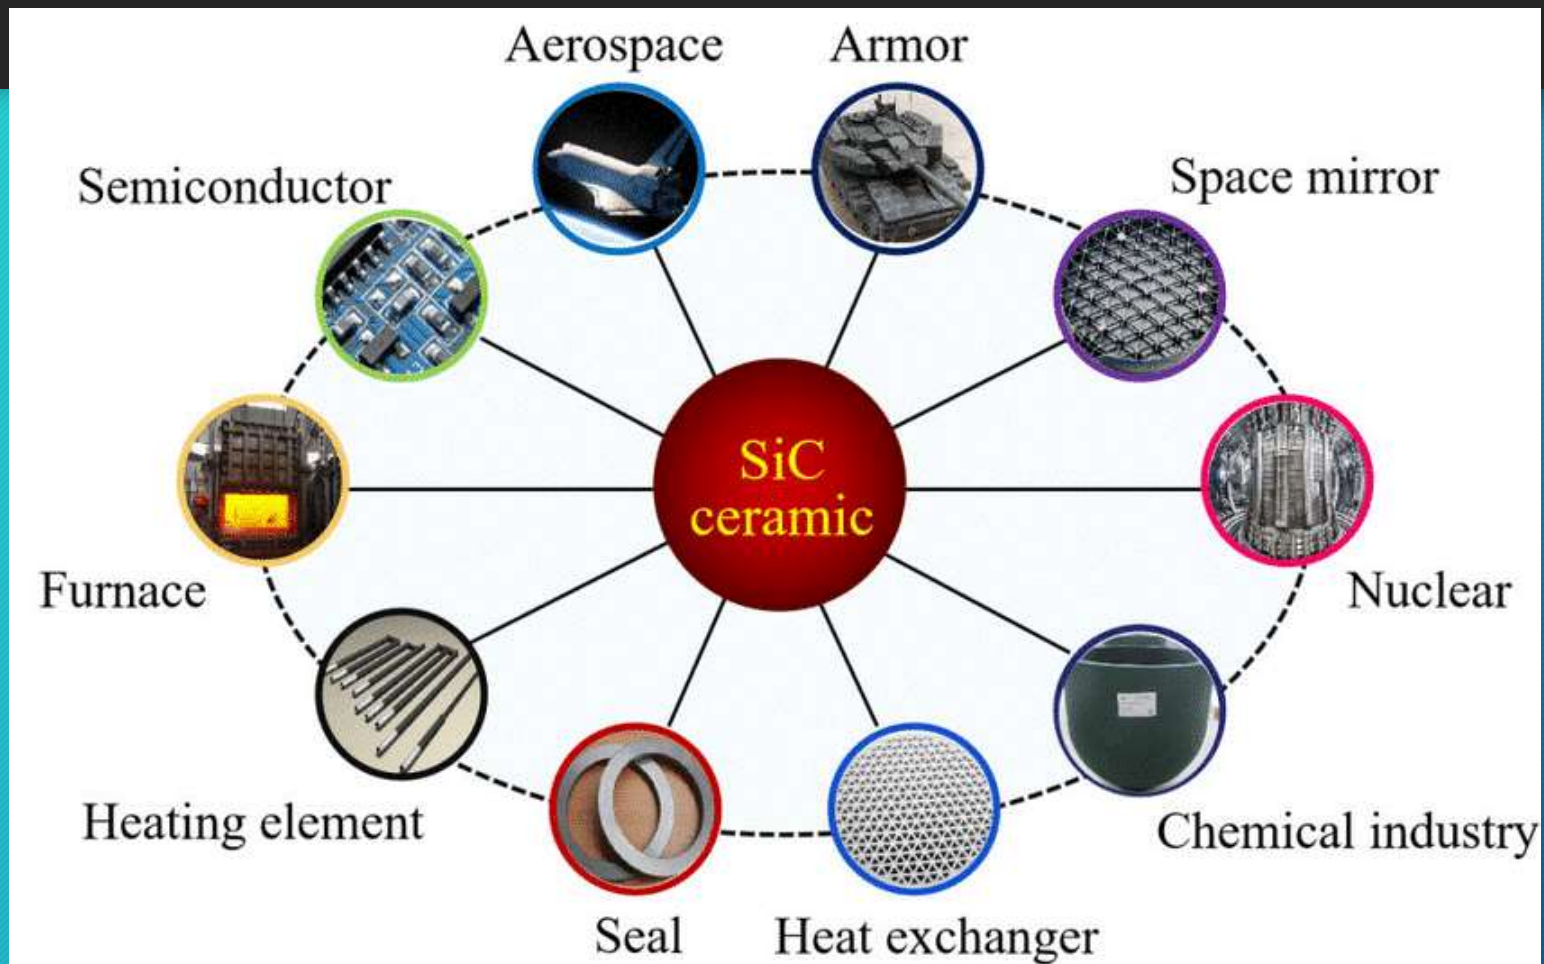 Aerospace
Armor
Semiconductor
Space mirror
SiC
ceramic
Furnace
Nuclear
Heating element
Chemical industry
Seal
Heat exchanger